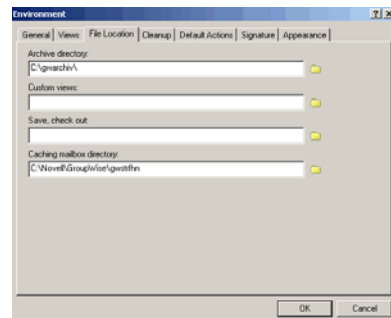 Environment
General Views File Location Cleanup Default Actions Signature Appearance
Archive directory:
C:\gwarchiv\
Custom views:
Save, check out:
Caching mailbox directory:
C:\Novell\GroupWise\gwstrfhn
OK Cancel